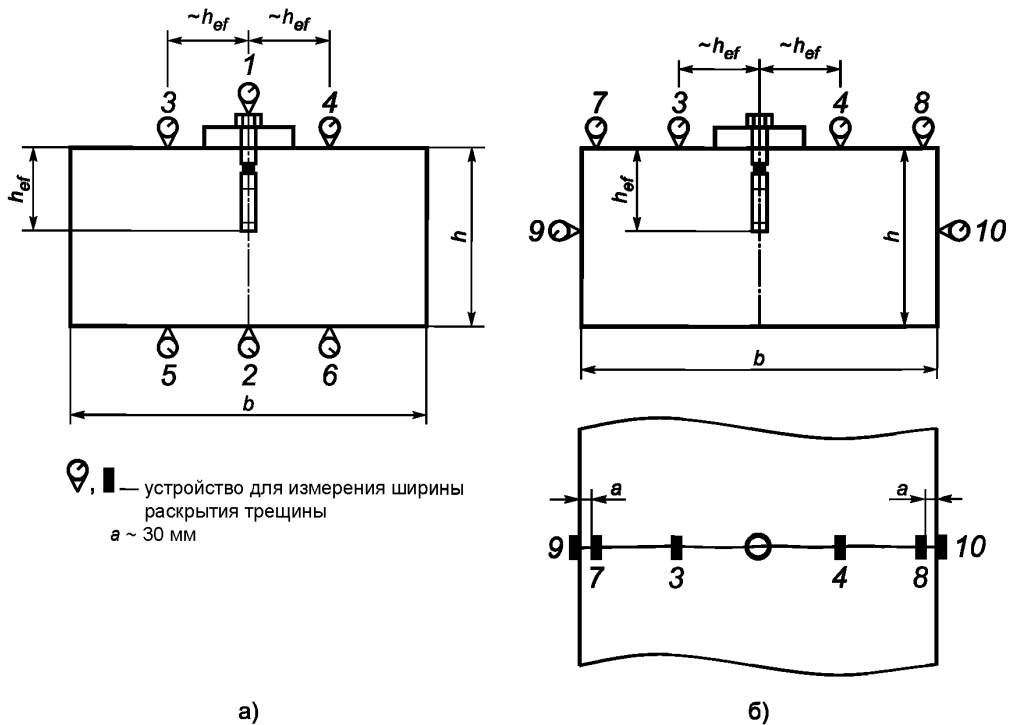 ~hef ~hef
1
3 4
hef
h
5 2 6
b
, — устройство для измерения ширины
раскрытия трещины
a ~ 30 мм
а)
~hef ~hef
7 3 4 8
hef
9 h 10
b
a a
9 10
7 3 4 8
б)